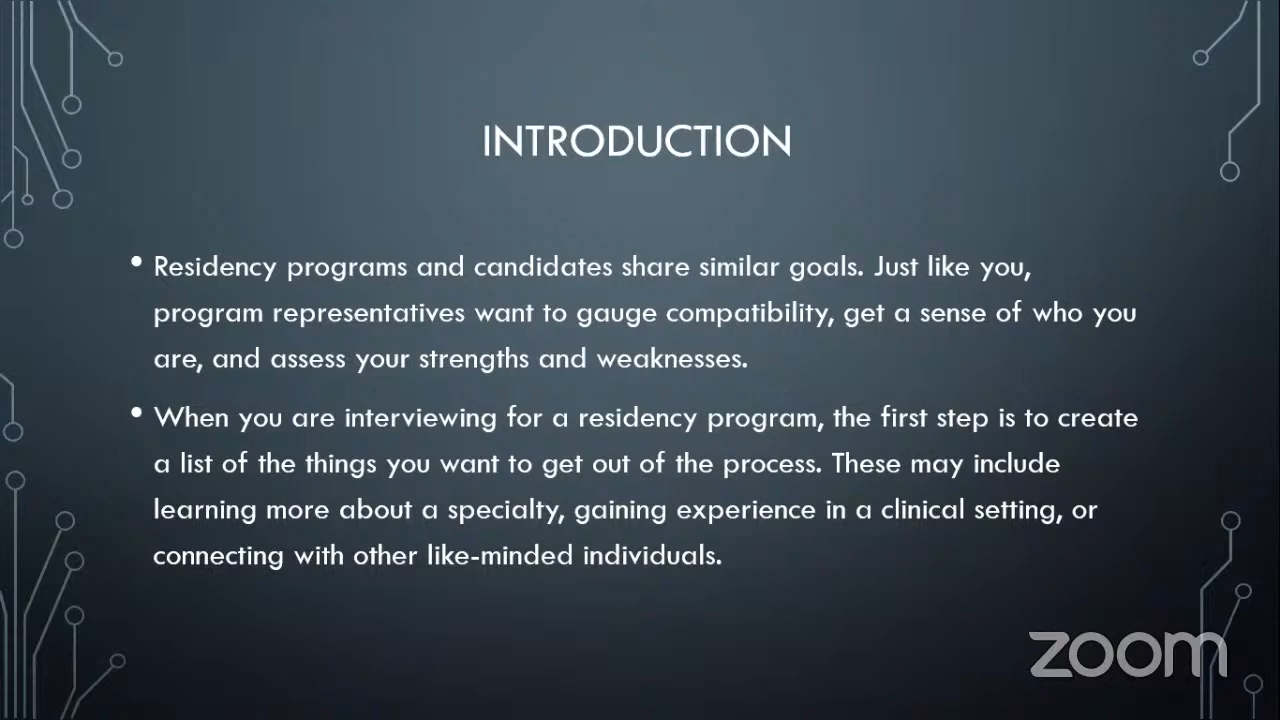 INTRODUCTION
• Residency programs and candidates share similar goals. Just like you,
program representatives want to gauge compatibility, get a sense of who you
are, and assess your strengths and weaknesses.
• When you are interviewing for a residency program, the first step is to create
a list of the things you want to get out of the process. These may include
learning more about a specialty, gaining experience in a clinical setting, or
connecting with other like-minded individuals.
zoom